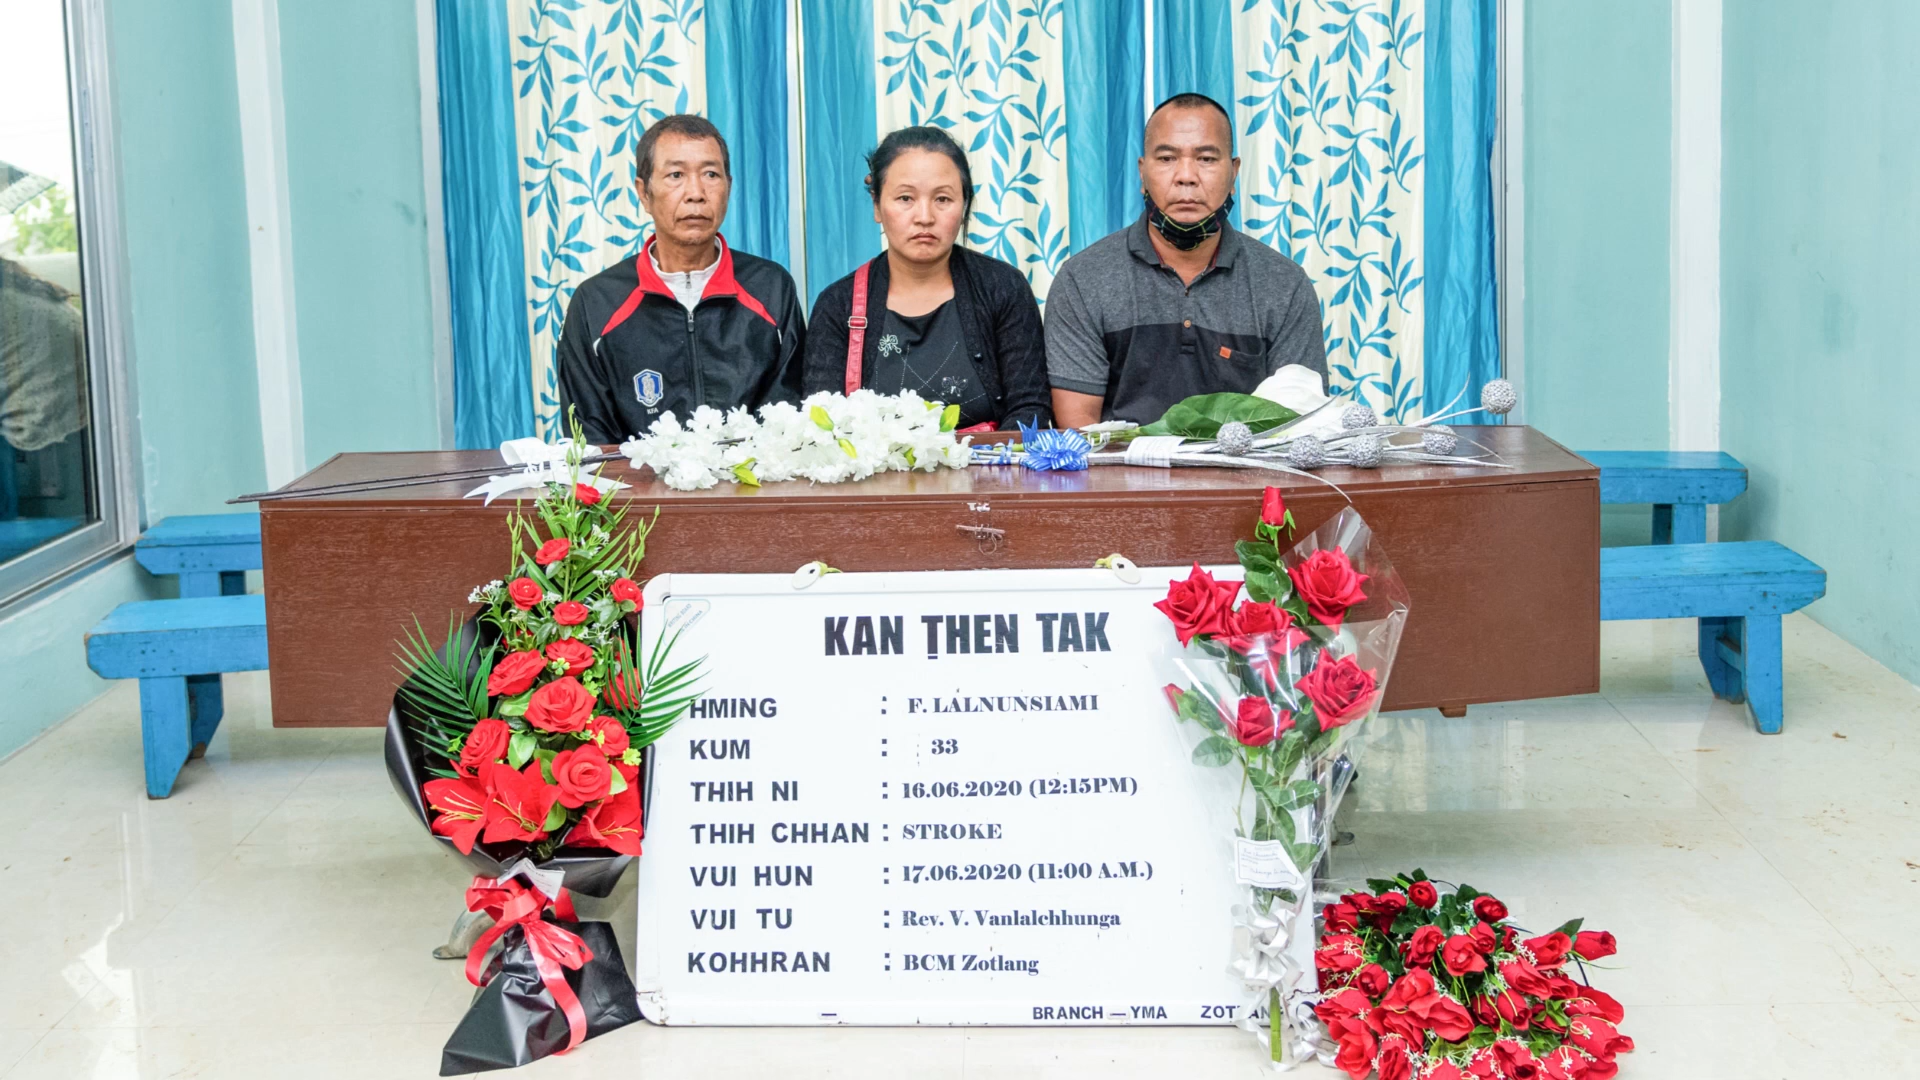 KAN ṬHEN TAK
HMING : F. LALNUNSIAMI
KUM : 33
THIH NI : 16.06.2020 (12:15PM)
THIH CHHAN : STROKE
VUI HUN : 17.06.2020 (11:00 A.M.)
VUI TU : Rev. V. Vanlalchhunga
KOHHRAN : BCM Zotlang
BRANCH — YMA
KFA